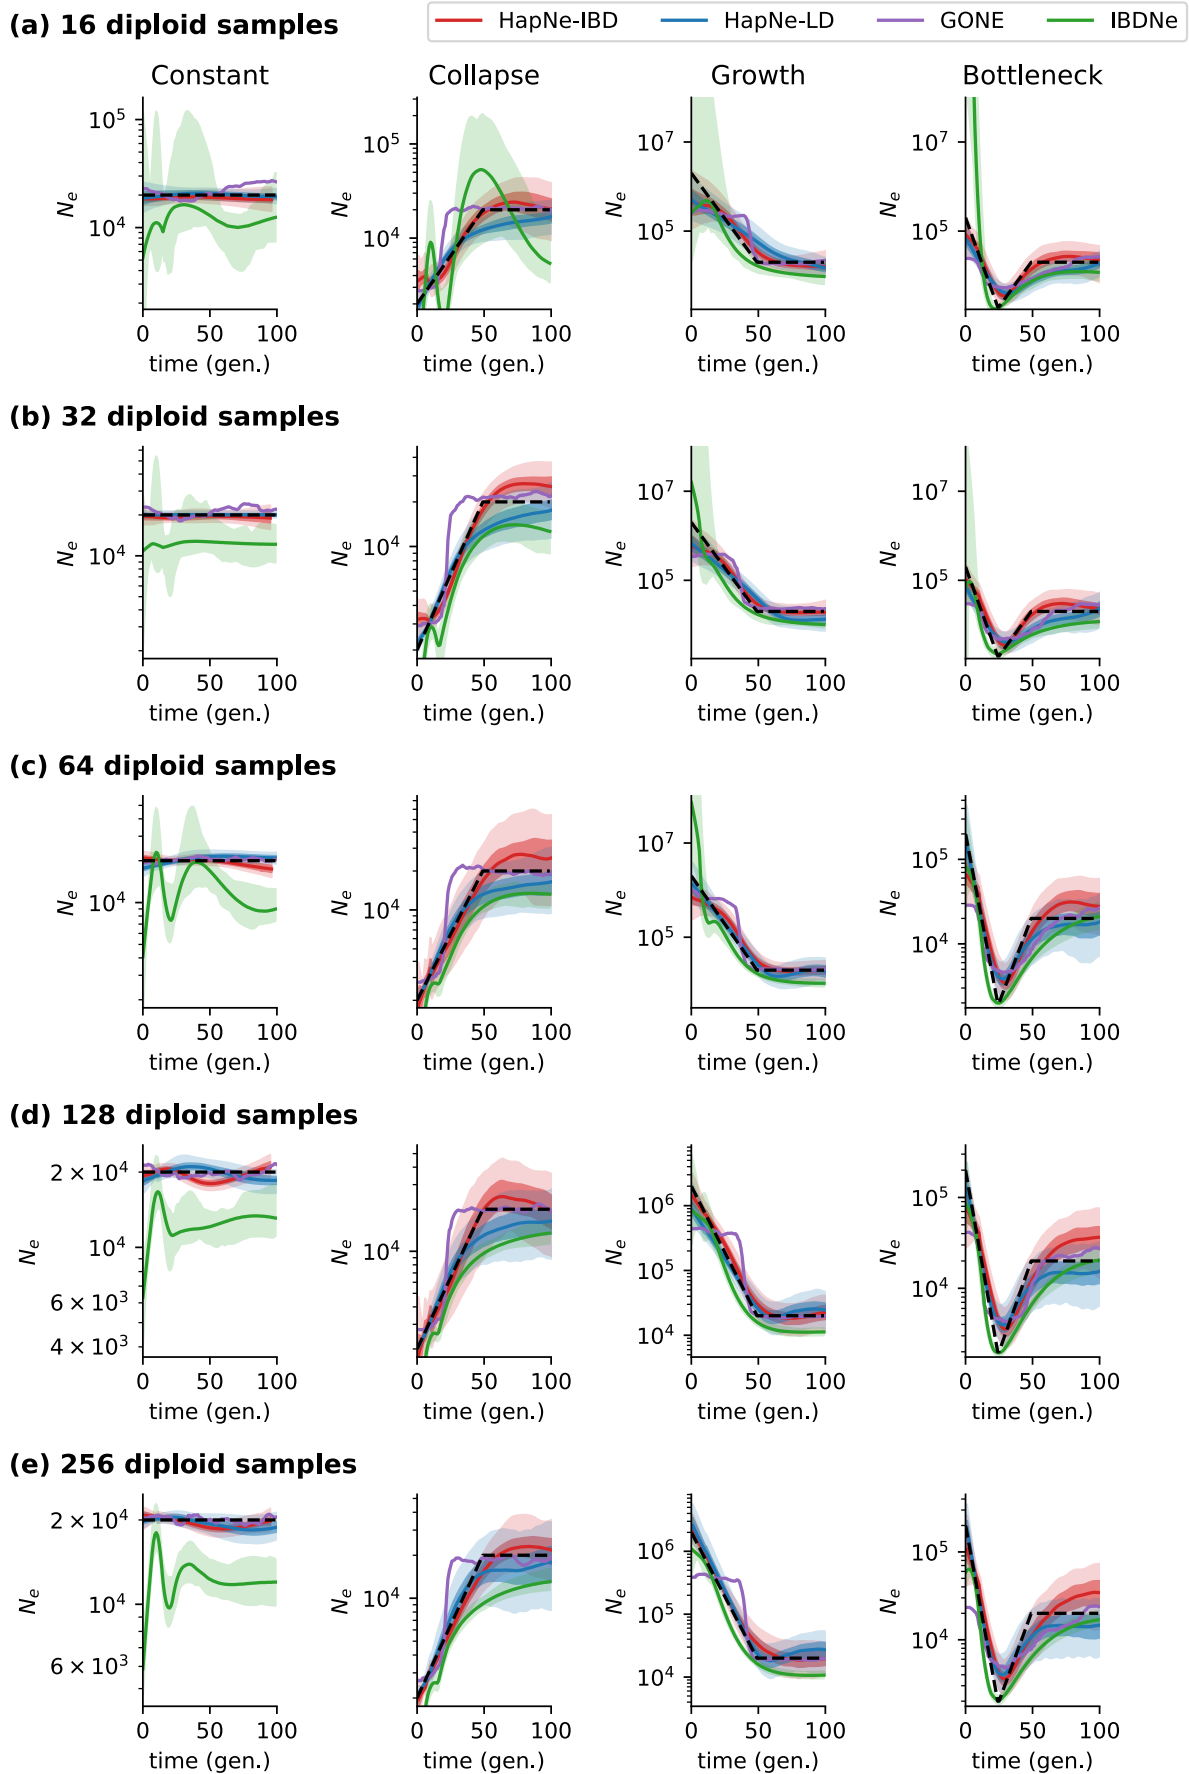 (a) 16 diploid samples
HapNe-IBD HapNe-LD GONE IBDNe
Constant Collapse Growth Bottleneck
10^5 10^4 N_e 0 50 100 time (gen.)
10^5 10^4 N_e 0 50 100 time (gen.)
10^7 10^5 N_e 0 50 100 time (gen.)
10^7 10^5 N_e 0 50 100 time (gen.)
(b) 32 diploid samples
10^4 N_e 0 50 100 time (gen.)
10^4 N_e 0 50 100 time (gen.)
10^7 10^5 N_e 0 50 100 time (gen.)
10^7 10^5 N_e 0 50 100 time (gen.)
(c) 64 diploid samples
10^4 N_e 0 50 100 time (gen.)
10^4 N_e 0 50 100 time (gen.)
10^7 10^5 N_e 0 50 100 time (gen.)
10^5 10^4 N_e 0 50 100 time (gen.)
(d) 128 diploid samples
2 × 10^4 10^4 6 × 10^3 4 × 10^3 N_e 0 50 100 time (gen.)
10^4 N_e 0 50 100 time (gen.)
10^6 10^5 10^4 N_e 0 50 100 time (gen.)
10^5 10^4 N_e 0 50 100 time (gen.)
(e) 256 diploid samples
2 × 10^4 10^4 6 × 10^3 N_e 0 50 100 time (gen.)
10^4 N_e 0 50 100 time (gen.)
10^6 10^5 10^4 N_e 0 50 100 time (gen.)
10^5 10^4 N_e 0 50 100 time (gen.)